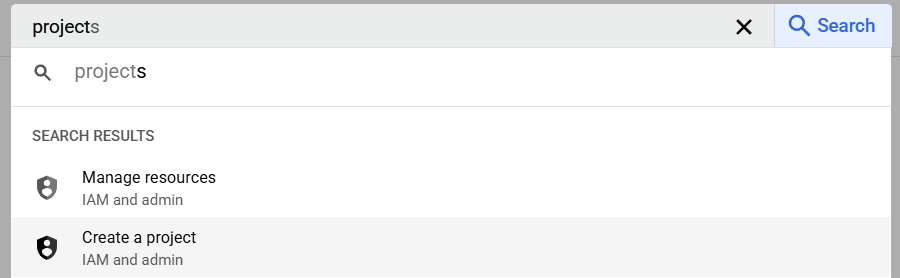 projects
Search
projects
SEARCH RESULTS
Manage resources
IAM and admin
Create a project
IAM and admin